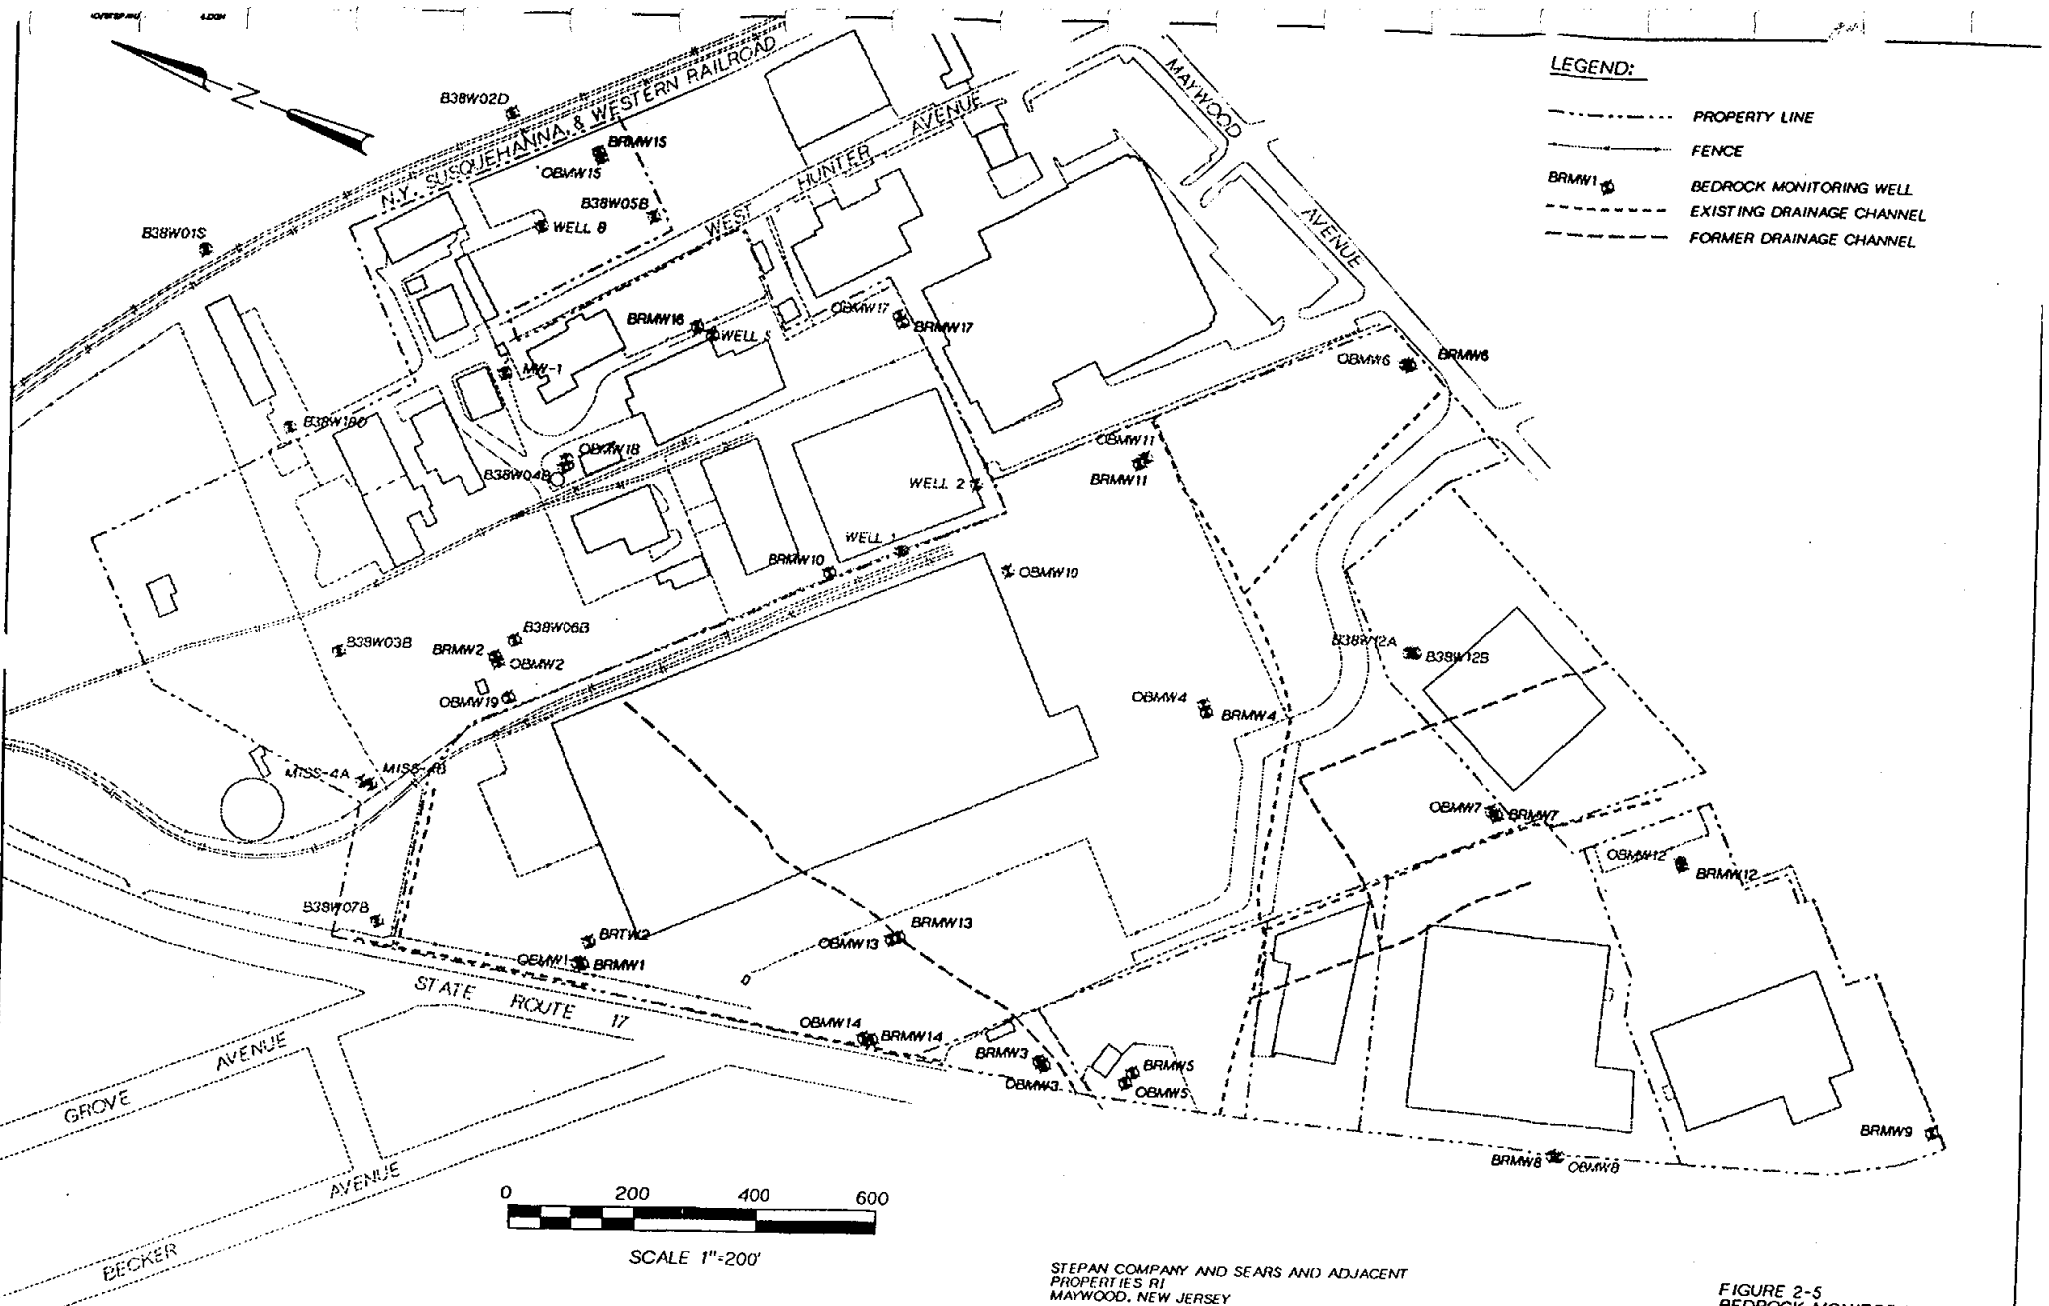 LEGEND:
PROPERTY LINE
FENCE
BRMW1
BEDROCK MONITORING WELL
EXISTING DRAINAGE CHANNEL
FORMER DRAINAGE CHANNEL
N
N.Y. SUSQUEHANNA & WESTERN RAILROAD
MAYWOOD
AVENUE
WEST
HUNTER
AVENUE
B38W02D
BRMW15
OBMW15
B38W05B
WELL 8
B38W01S
BRMW16
WELL 5
OBMW17
BRMW17
MW-1
OBMW6
BRMW6
B38W18D
OBMW18
B38W04B
OBMW11
BRMW11
WELL 2
WELL 1
BRMW10
OBMW10
B38W03B
B38W06B
BRMW2
OBMW2
OBMW19
B38W12A
B38W12B
OBMW4
BRMW4
MISS-4A
MISS-4B
OBMW7
BRMW7
OBMW12
BRMW12
B38W07B
BRTW2
OBMW1
BRMW1
OBMW13
BRMW13
STATE ROUTE 17
OBMW14
BRMW14
BRMW3
OBMW3
BRMW5
OBMW5
BRMW9
BRMW8
OBMW8
GROVE
AVENUE
BECKER
AVENUE
0 200 400 600
SCALE 1"=200'
STEPAN COMPANY AND SEARS AND ADJACENT
PROPERTIES RI
MAYWOOD, NEW JERSEY
FIGURE 2-5